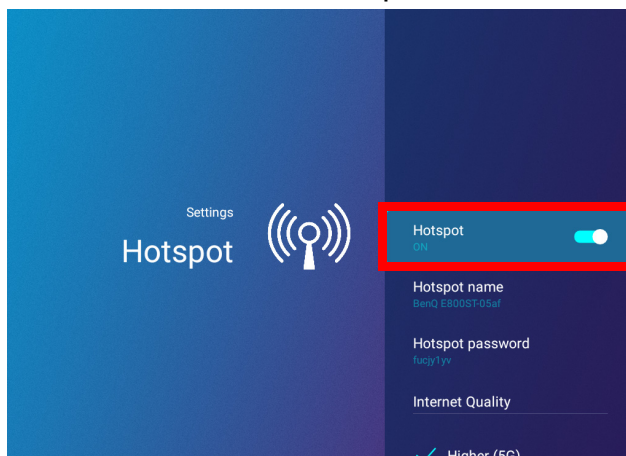 Settings
Hotspot
Hotspot
ON
Hotspot name
BenQ E800ST-05af
Hotspot password
fucjy1yv
Internet Quality
Higher (5G)